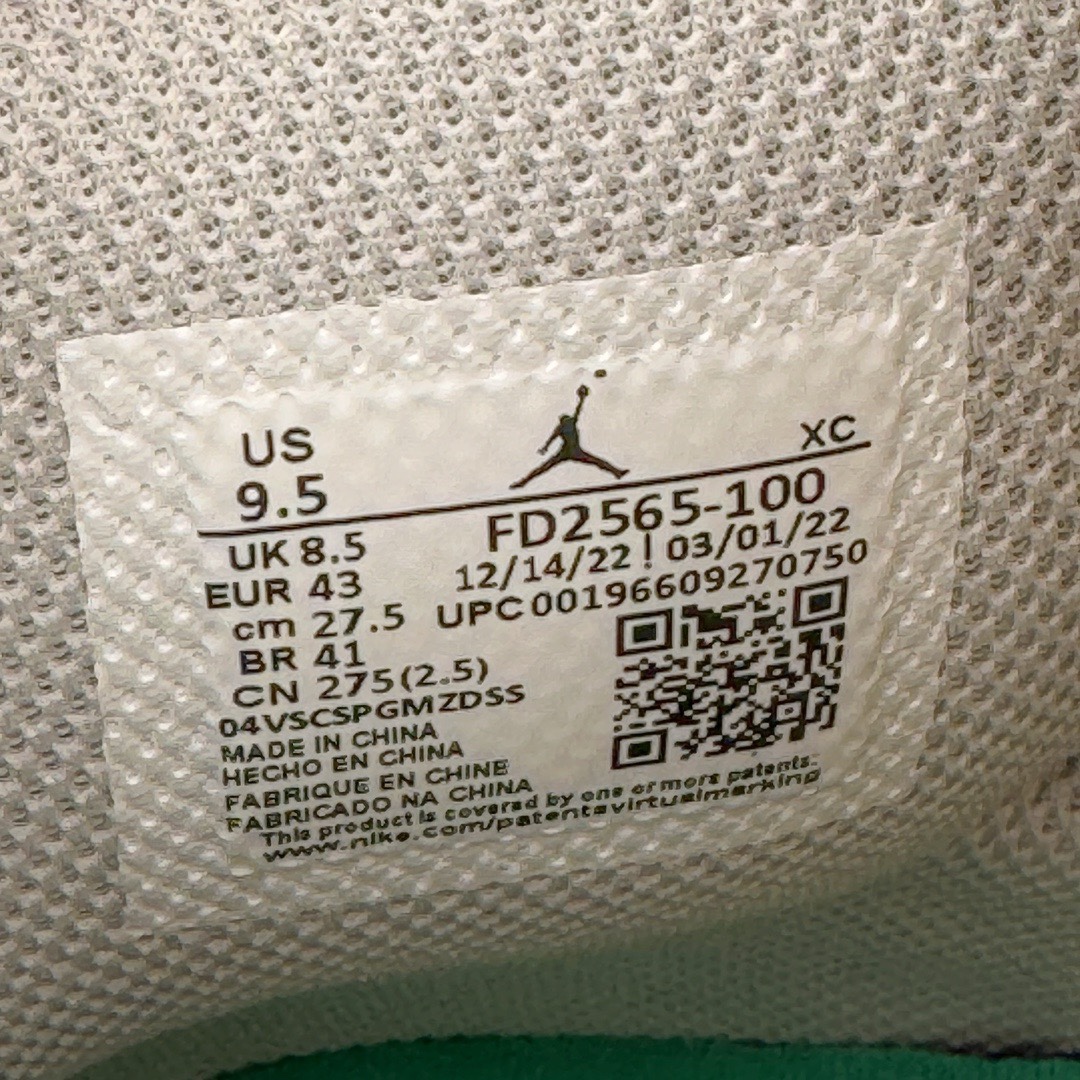 US
9.5
XC
UK 8.5
FD2565-100
EUR 43
12/14/22 ! 03/01/22
cm 27.5
UPC 00196609270750
BR 41
CN 275(2.5)
04VSCSPGMZDSS
MADE IN CHINA
HECHO EN CHINA
FABRIQUE EN CHINE
FABRICADO NA CHINA
This product is covered by one or more patents.
www.nike.com/patentsvirtualmarking